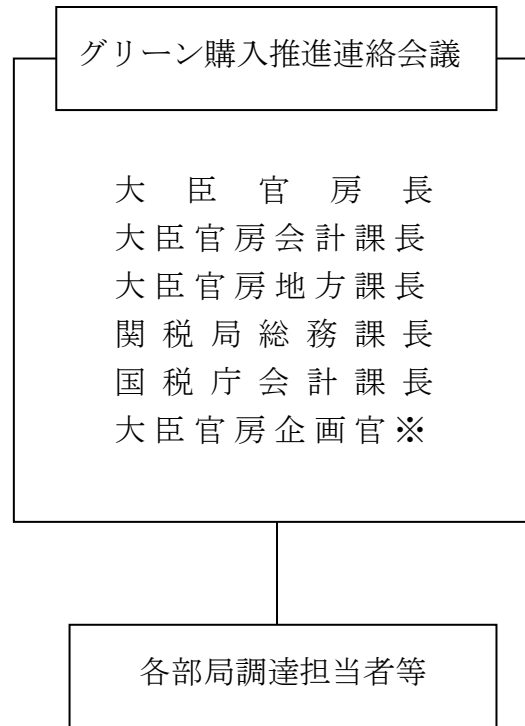 グリーン購入推進連絡会議
大臣官房長
大臣官房会計課長
大臣官房地方課長
関税局総務課長
国税庁会計課長
大臣官房企画官※
各部局調達担当者等